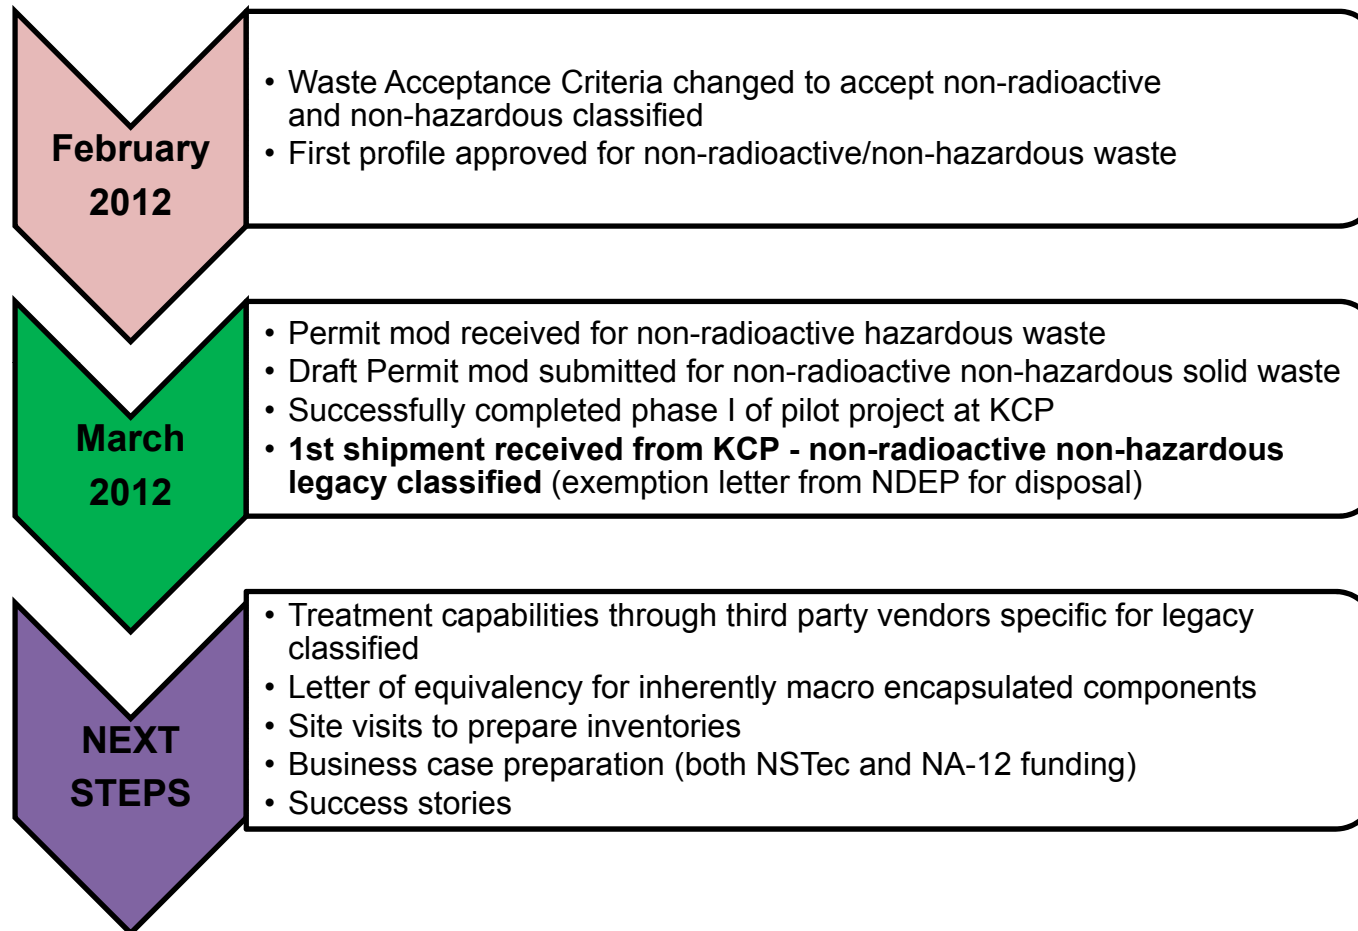 February
2012
• Waste Acceptance Criteria changed to accept non-radioactive
and non-hazardous classified
• First profile approved for non-radioactive/non-hazardous waste
March
2012
• Permit mod received for non-radioactive hazardous waste
• Draft Permit mod submitted for non-radioactive non-hazardous solid waste
• Successfully completed phase I of pilot project at KCP
• 1st shipment received from KCP - non-radioactive non-hazardous
legacy classified (exemption letter from NDEP for disposal)
NEXT
STEPS
• Treatment capabilities through third party vendors specific for legacy
classified
• Letter of equivalency for inherently macro encapsulated components
• Site visits to prepare inventories
• Business case preparation (both NSTec and NA-12 funding)
• Success stories